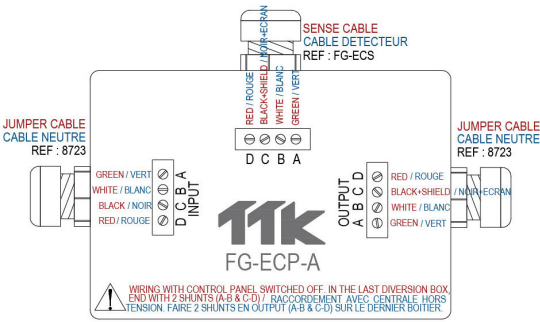 SENSE CABLE
CABLE DETECTEUR
REF : FG-ECS
RED / ROUGE
BLACK+SHIELD / NOIR+ECRAN
WHITE / BLANC
GREEN / VERT
D C B A
JUMPER CABLE
CABLE NEUTRE
REF : 8723
GREEN / VERT
WHITE / BLANC
BLACK / NOIR
RED / ROUGE
D C B A
INPUT
JUMPER CABLE
CABLE NEUTRE
REF : 8723
OUTPUT
A B C D
RED / ROUGE
BLACK+SHIELD / NOIR+ECRAN
WHITE / BLANC
GREEN / VERT
TTK
FG-ECP-A
WIRING WITH CONTROL PANEL SWITCHED OFF. IN THE LAST DIVERSION BOX,
END WITH 2 SHUNTS (A-B & C-D) / RACCORDEMENT AVEC CENTRALE HORS
TENSION. FAIRE 2 SHUNTS EN OUTPUT (A-B & C-D) SUR LE DERNIER BOITIER.